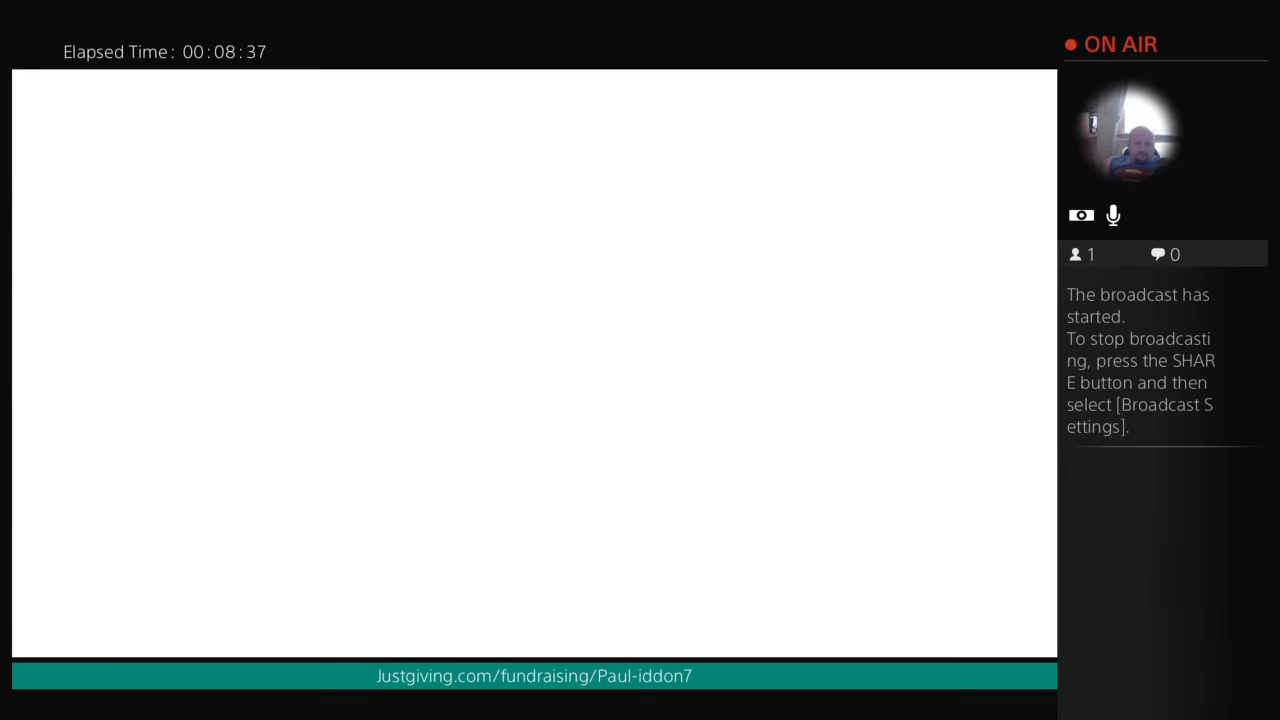 Elapsed Time: 00:08:37
ON AIR
1 0
The broadcast has
started.
To stop broadcasti
ng, press the SHAR
E button and then
select [Broadcast S
ettings].
Justgiving.com/fundraising/Paul-iddon7